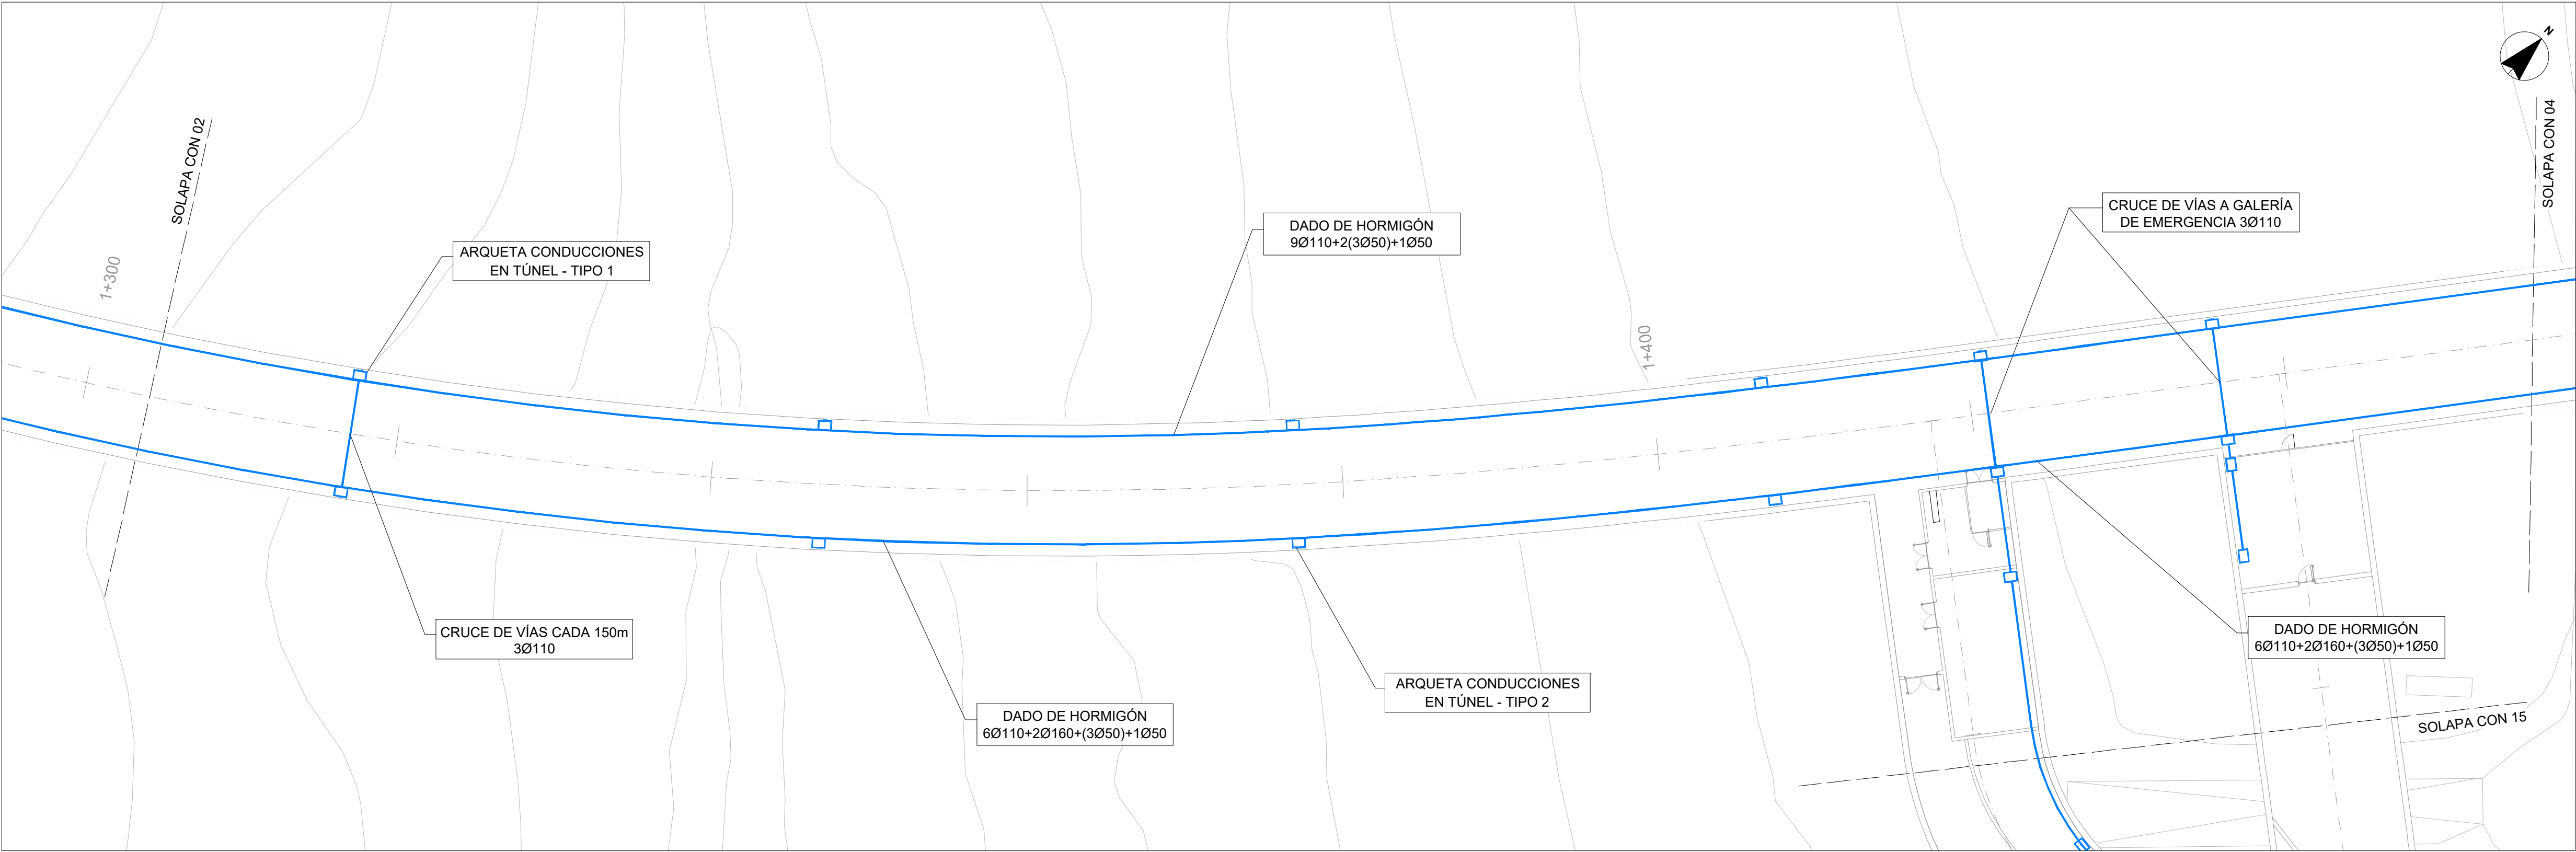 N
SOLAPA CON 02
SOLAPA CON 04
1+300
ARQUETA CONDUCCIONES
EN TÚNEL - TIPO 1
DADO DE HORMIGÓN
9Ø110+2(3Ø50)+1Ø50
CRUCE DE VÍAS A GALERÍA
DE EMERGENCIA 3Ø110
1+400
CRUCE DE VÍAS CADA 150m
3Ø110
DADO DE HORMIGÓN
6Ø110+2Ø160+(3Ø50)+1Ø50
ARQUETA CONDUCCIONES
EN TÚNEL - TIPO 2
DADO DE HORMIGÓN
6Ø110+2Ø160+(3Ø50)+1Ø50
SOLAPA CON 15